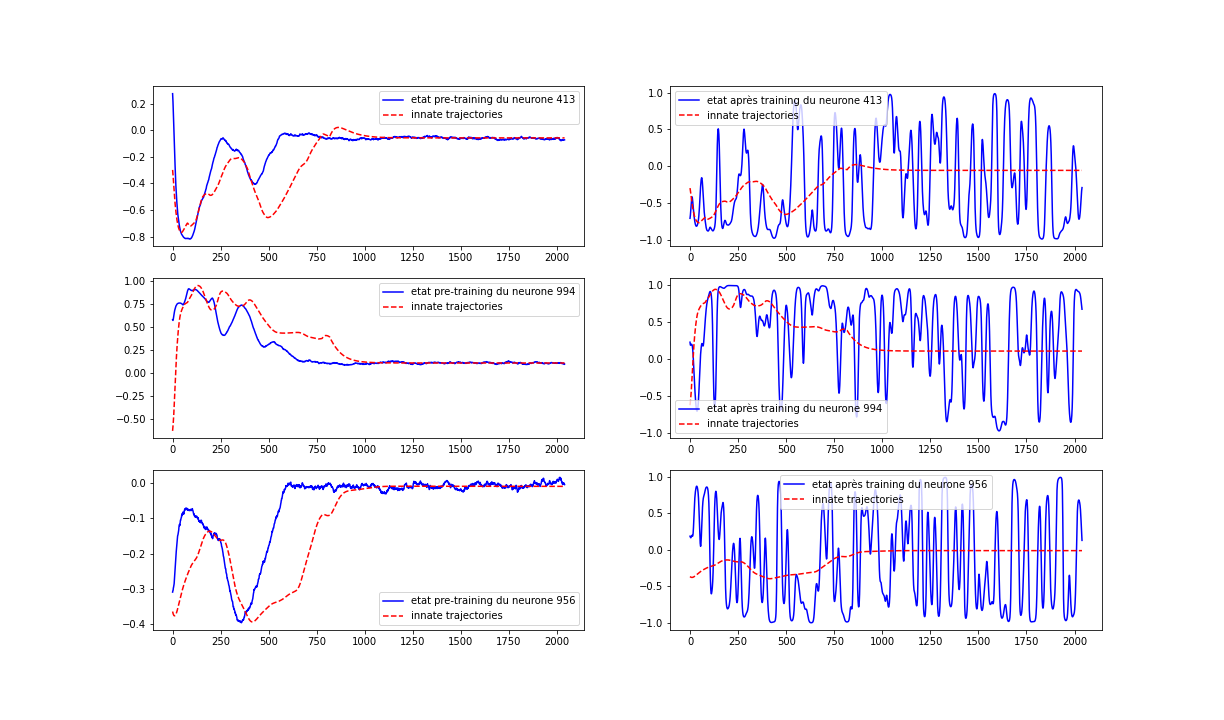 etat pre-training du neurone 413
innate trajectories
0.2
0.0
−0.2
−0.4
−0.6
−0.8
0 250 500 750 1000 1250 1500 1750 2000
etat après training du neurone 413
innate trajectories
1.0
0.5
0.0
−0.5
−1.0
0 250 500 750 1000 1250 1500 1750 2000
etat pre-training du neurone 994
innate trajectories
1.00
0.75
0.50
0.25
0.00
−0.25
−0.50
0 250 500 750 1000 1250 1500 1750 2000
1.0
0.5
0.0
−0.5
−1.0
etat après training du neurone 994
innate trajectories
0 250 500 750 1000 1250 1500 1750 2000
0.0
−0.1
−0.2
−0.3
−0.4
etat pre-training du neurone 956
innate trajectories
0 250 500 750 1000 1250 1500 1750 2000
etat après training du neurone 956
innate trajectories
1.0
0.5
0.0
−0.5
−1.0
0 250 500 750 1000 1250 1500 1750 2000